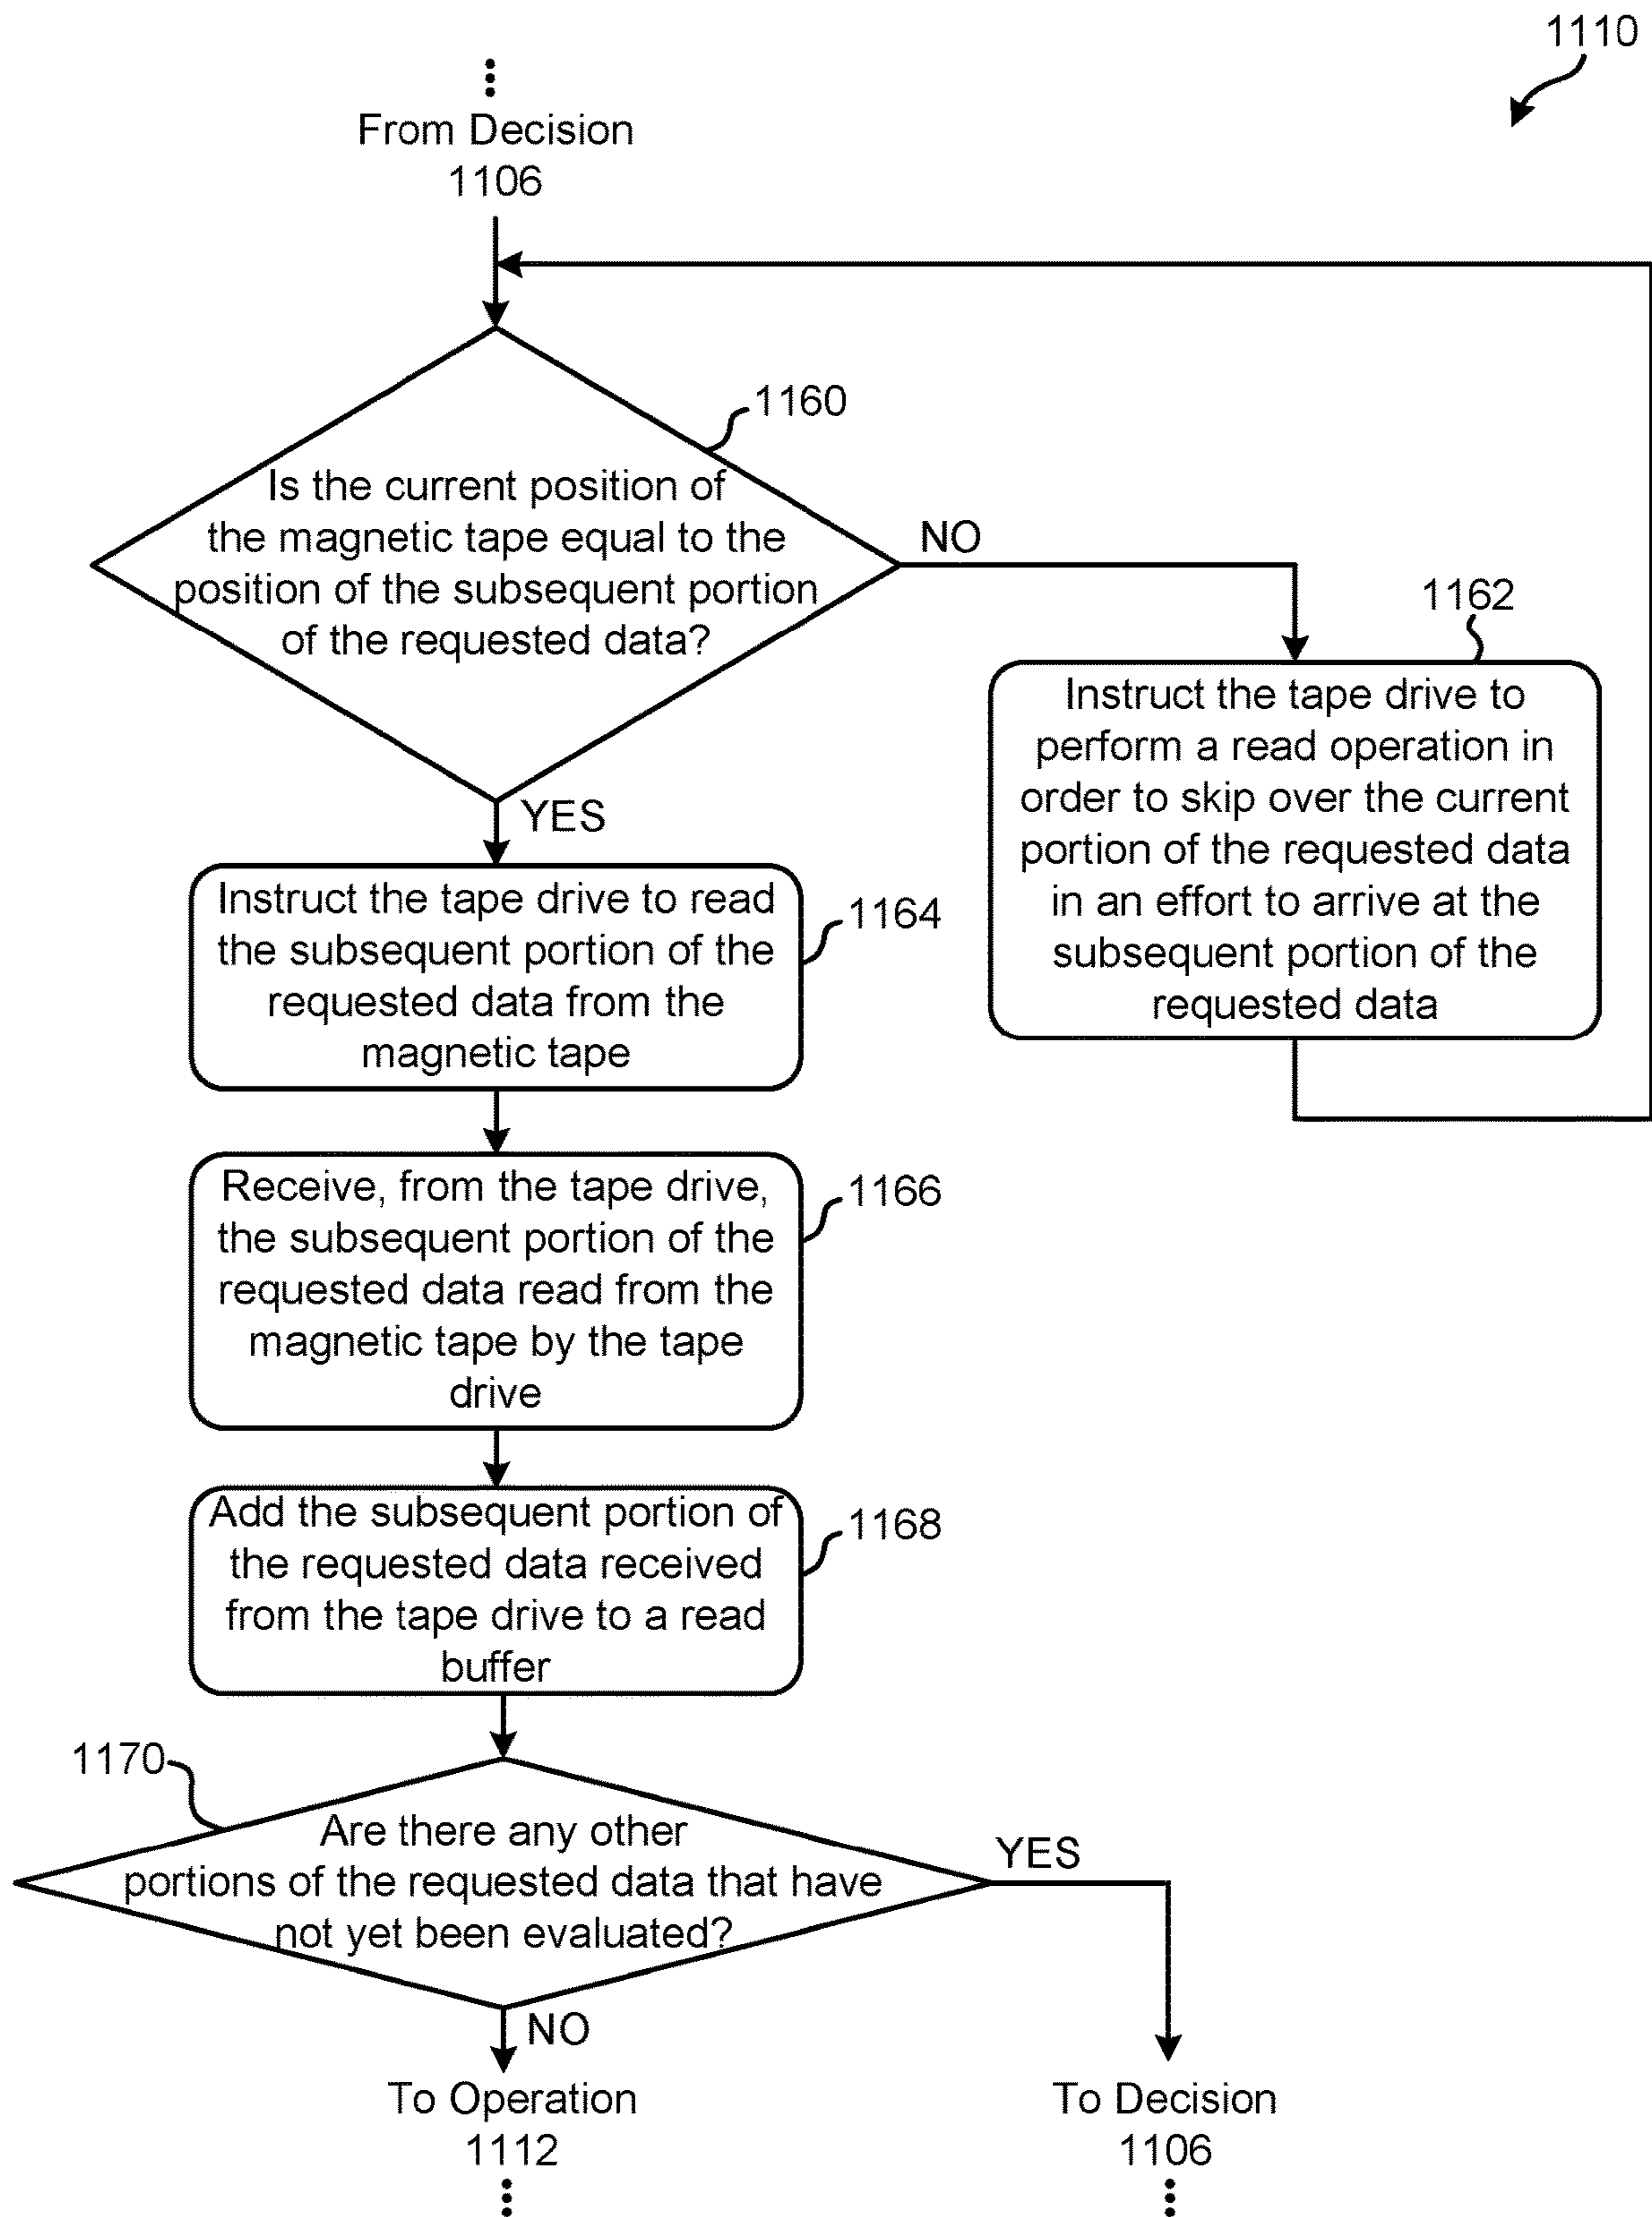 1110
From Decision
1106
1160
Is the current position of
the magnetic tape equal to the
position of the subsequent portion
of the requested data?
NO
1162
Instruct the tape drive to
perform a read operation in
order to skip over the current
portion of the requested data
in an effort to arrive at the
subsequent portion of the
requested data
YES
Instruct the tape drive to read
the subsequent portion of the
requested data from the
magnetic tape
1164
Receive, from the tape drive,
the subsequent portion of the
requested data read from the
magnetic tape by the tape
drive
1166
Add the subsequent portion of
the requested data received
from the tape drive to a read
buffer
1168
1170
Are there any other
portions of the requested data that have
not yet been evaluated?
YES
NO
To Operation
1112
To Decision
1106